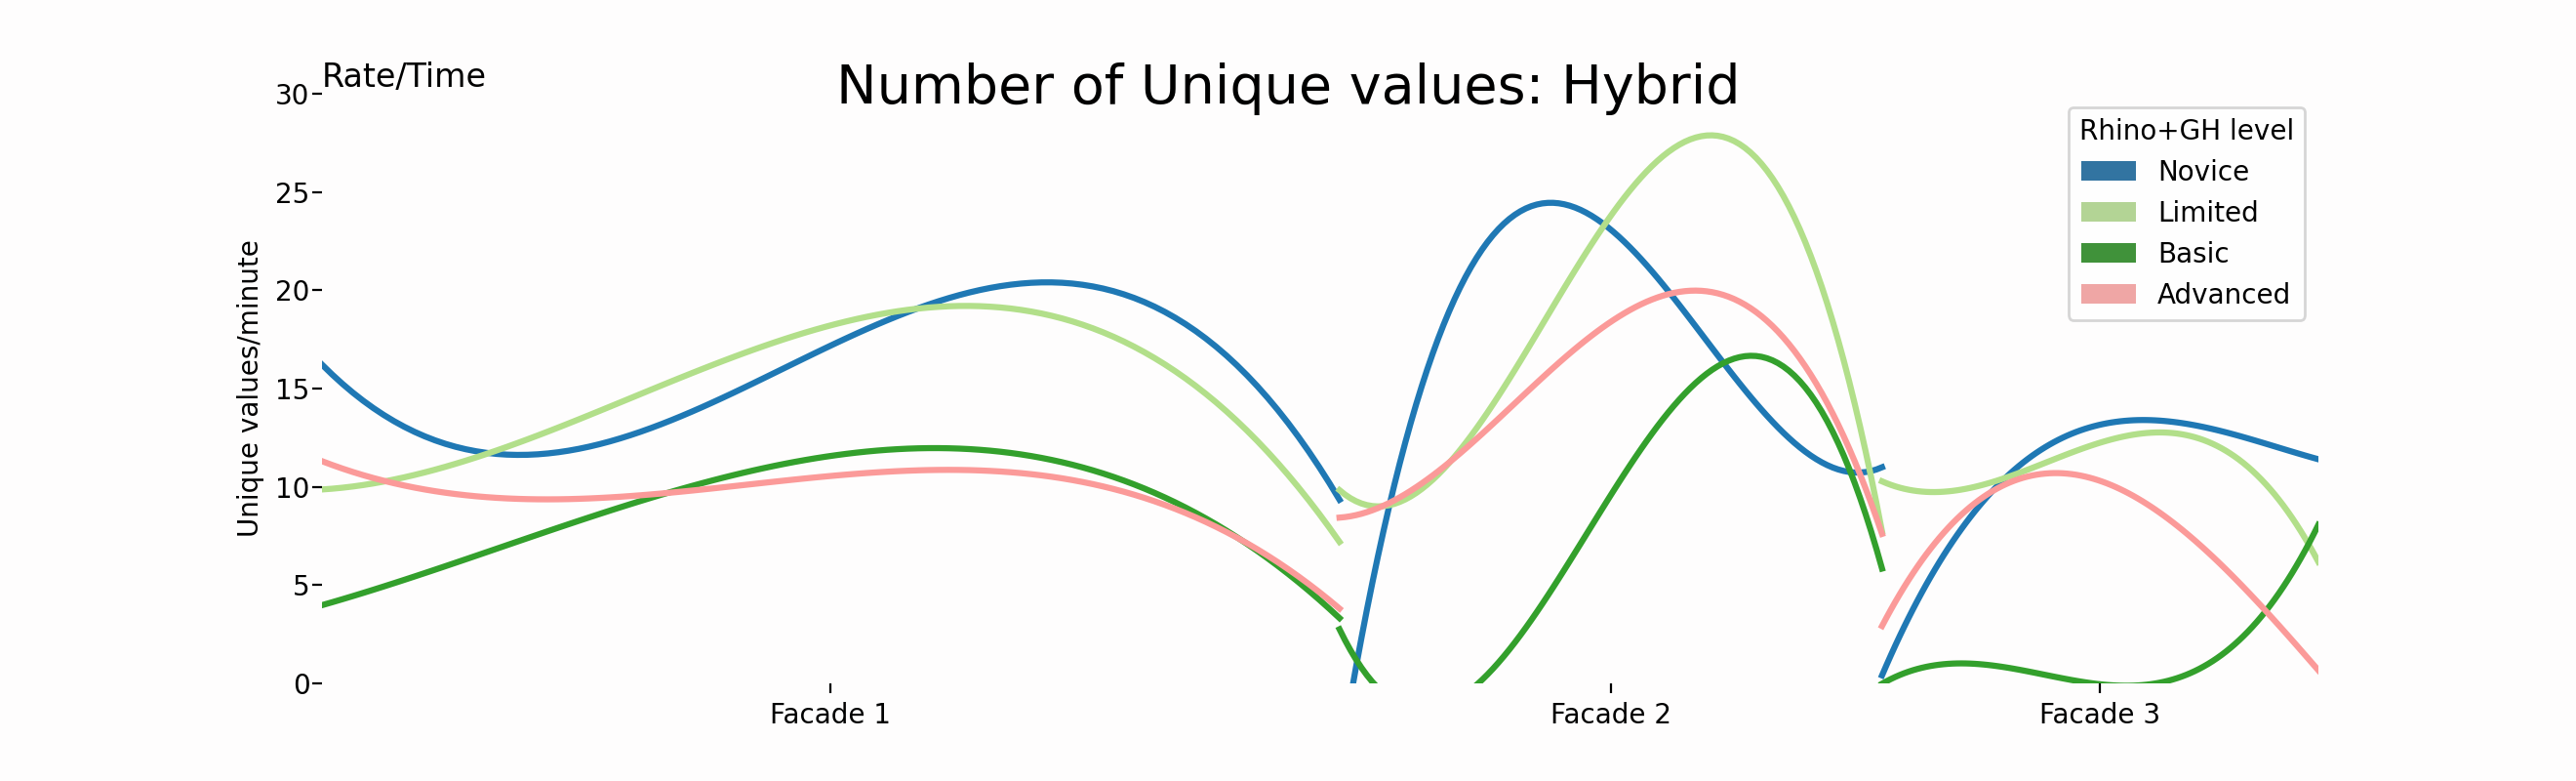 Rate/Time
Number of Unique values: Hybrid
Unique values/minute
30
25
20
15
10
5
0
Facade 1
Facade 2
Facade 3
Rhino+GH level
Novice
Limited
Basic
Advanced